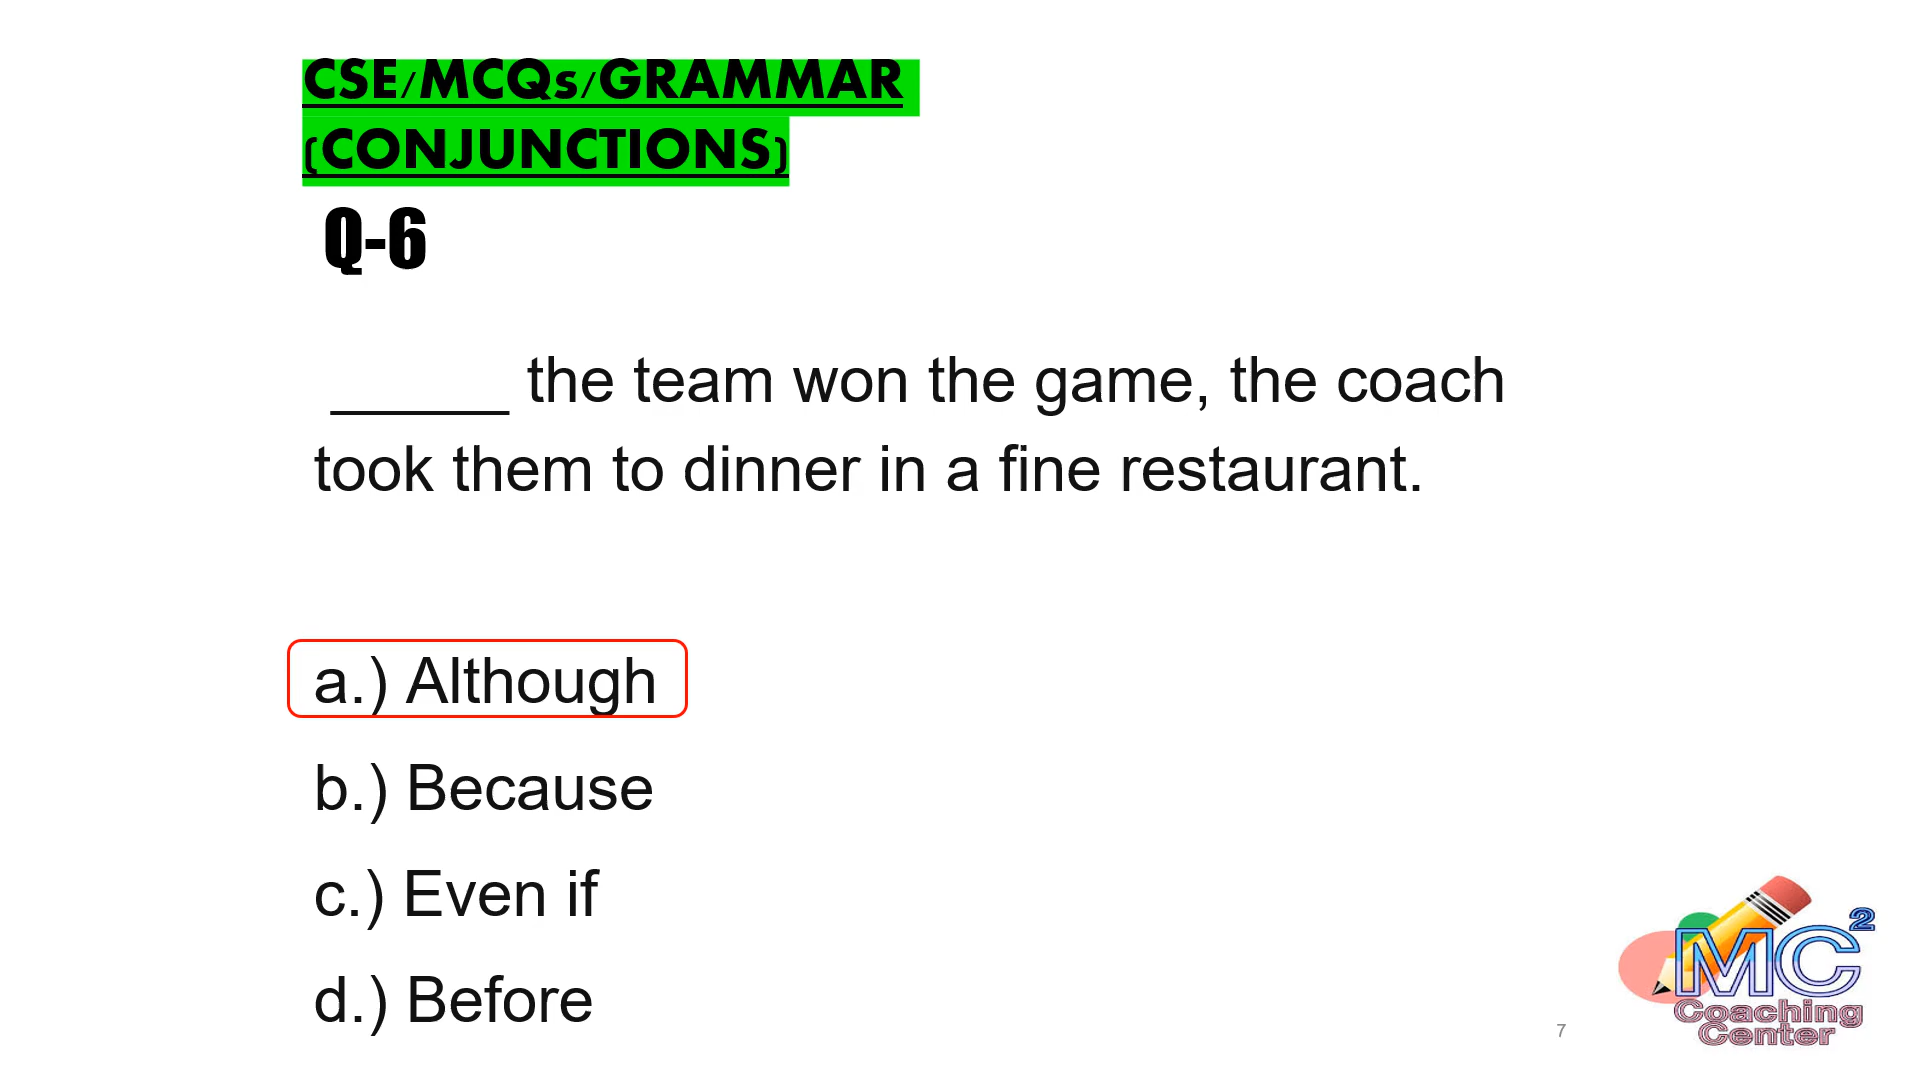 CSE/MCQs/GRAMMAR
(CONJUNCTIONS)
Q-6
_____ the team won the game, the coach
took them to dinner in a fine restaurant.
a.) Although
b.) Because
c.) Even if
d.) Before
7
MC2
Coaching
Center